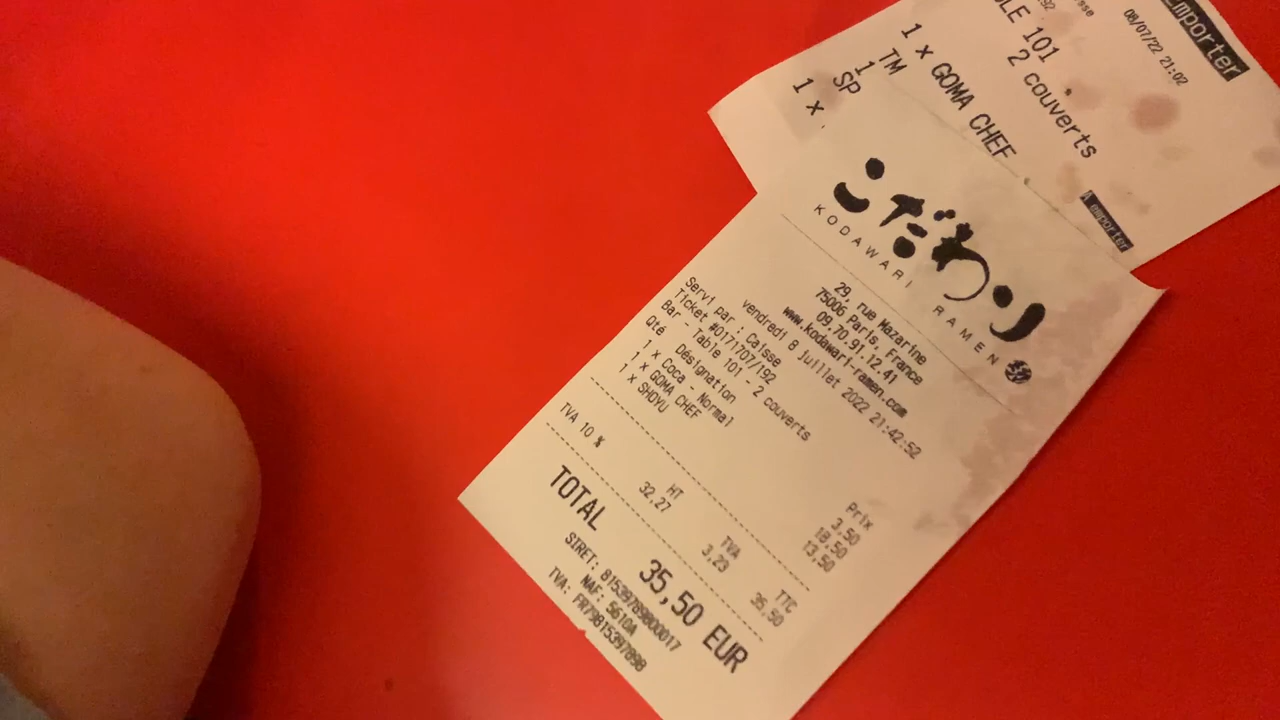 emporter
08/07/22 21:02
101
2 couverts
1 x GOMA CHEF
TM
1
SP
1 x
A emporter
こだわり
KODAWARI RAMEN
29, rue Mazarine
75006 Paris, France
09.70.91.12.41
www.kodawari-ramen.com
vendredi 8 juillet 2022 21:42:52
Servi par : Caisse
Ticket #0171707/192
Bar - Table 101 - 2 couverts
Qté Désignation Prix
1 x Coca - Normal 3,50
1 x GOMA CHEF 18,50
1 x SHOYU 13,50
HT TVA TTC
TVA 10 % 32,27 3,23 35,50
TOTAL 35,50 EUR
SIRET: 81539789800017
NAF: 5610A
TVA: FR79815397898